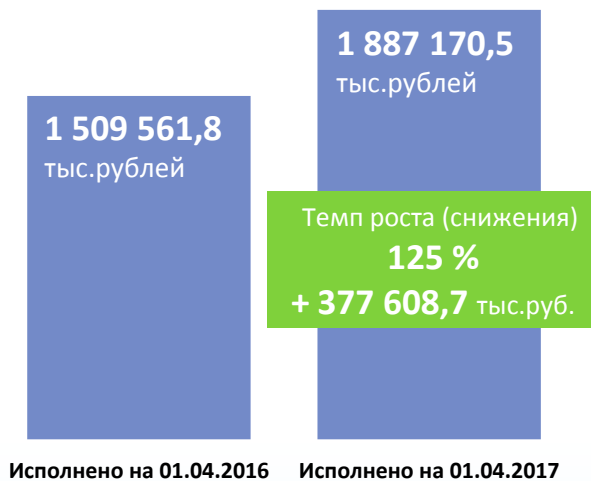 1 887 170,5
тыс.рублей
1 509 561,8
тыс.рублей
Темп роста (снижения)
125 %
+ 377 608,7 тыс.руб.
Исполнено на 01.04.2016
Исполнено на 01.04.2017